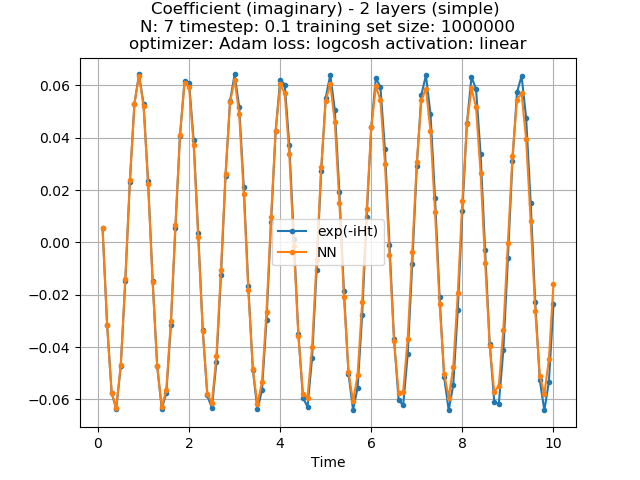 Coefficient (imaginary) - 2 layers (simple)
N: 7 timestep: 0.1 training set size: 1000000
optimizer: Adam loss: logcosh activation: linear
0.06
0.04
0.02
0.00
−0.02
−0.04
−0.06
exp(-iHt)
NN
0 2 4 6 8 10
Time